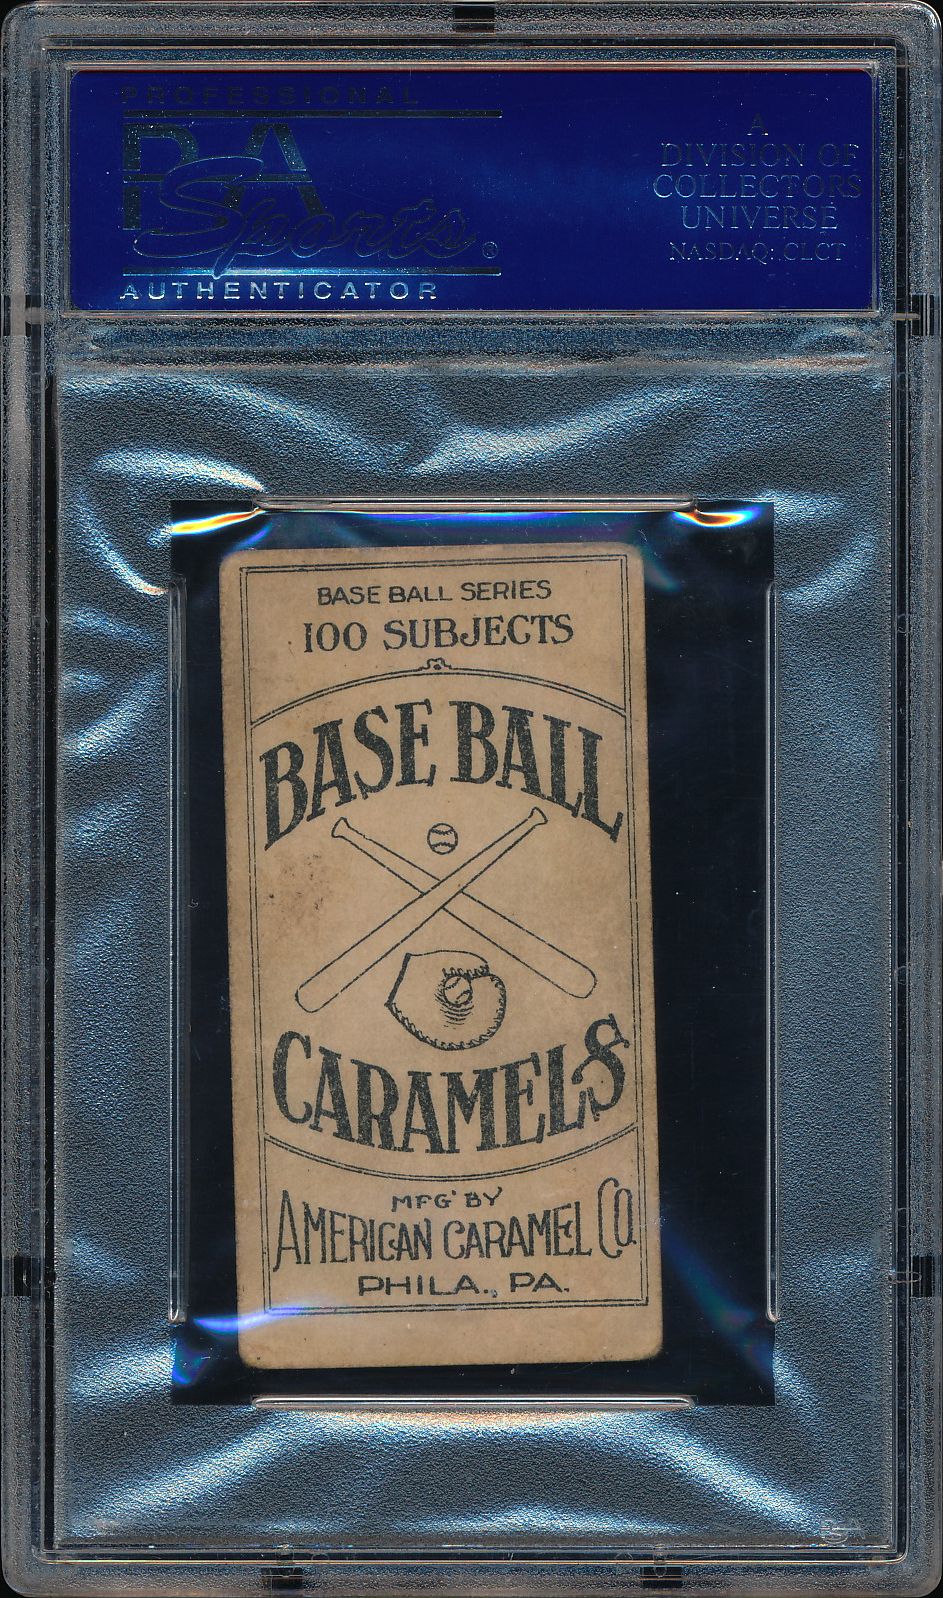 PROFESSIONAL
PSA
Sports®
AUTHENTICATOR
A
DIVISION OF
COLLECTORS
UNIVERSE
NASDAQ: CLCT
BASE BALL SERIES
100 SUBJECTS
BASE BALL
CARAMELS
MFG' BY
AMERICAN CARAMEL CO.
PHILA., PA.
PSA